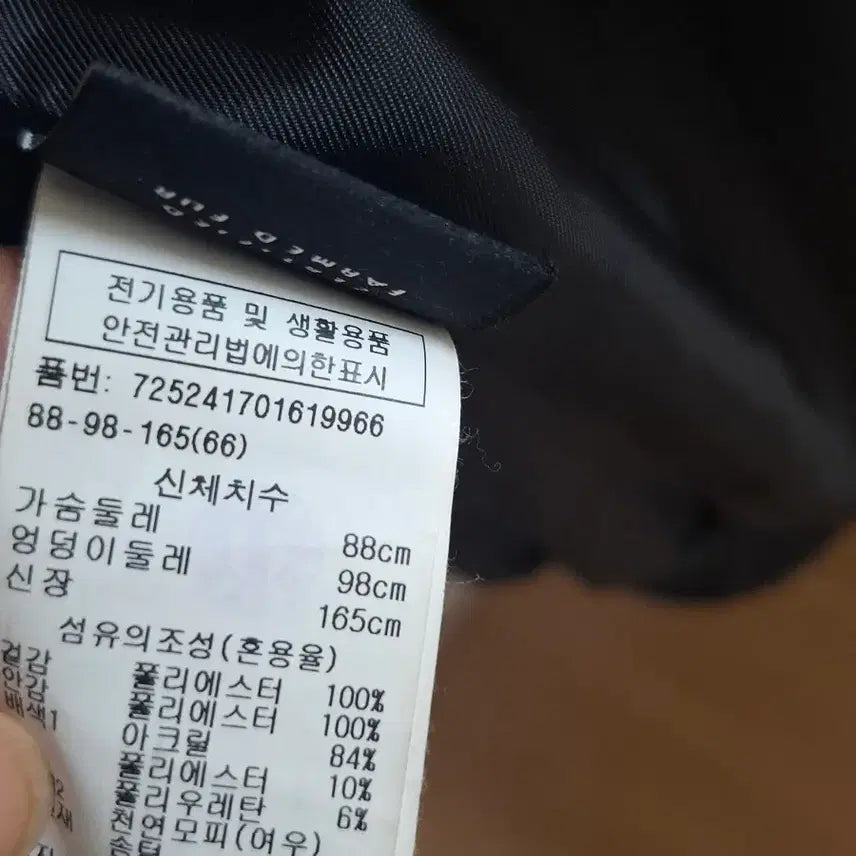 FARMED FUR
전기용품 및 생활용품
안전관리법에의한표시
품번: 725241701619966
88-98-165(66)
신체치수
가슴둘레 88cm
엉덩이둘레 98cm
신장 165cm
섬유의조성(혼용율)
겉감 폴리에스터 100%
안감 폴리에스터 100%
배색1 아크릴 84%
폴리에스터 10%
폴리우레탄 6%
천연모피(여우)
솜털